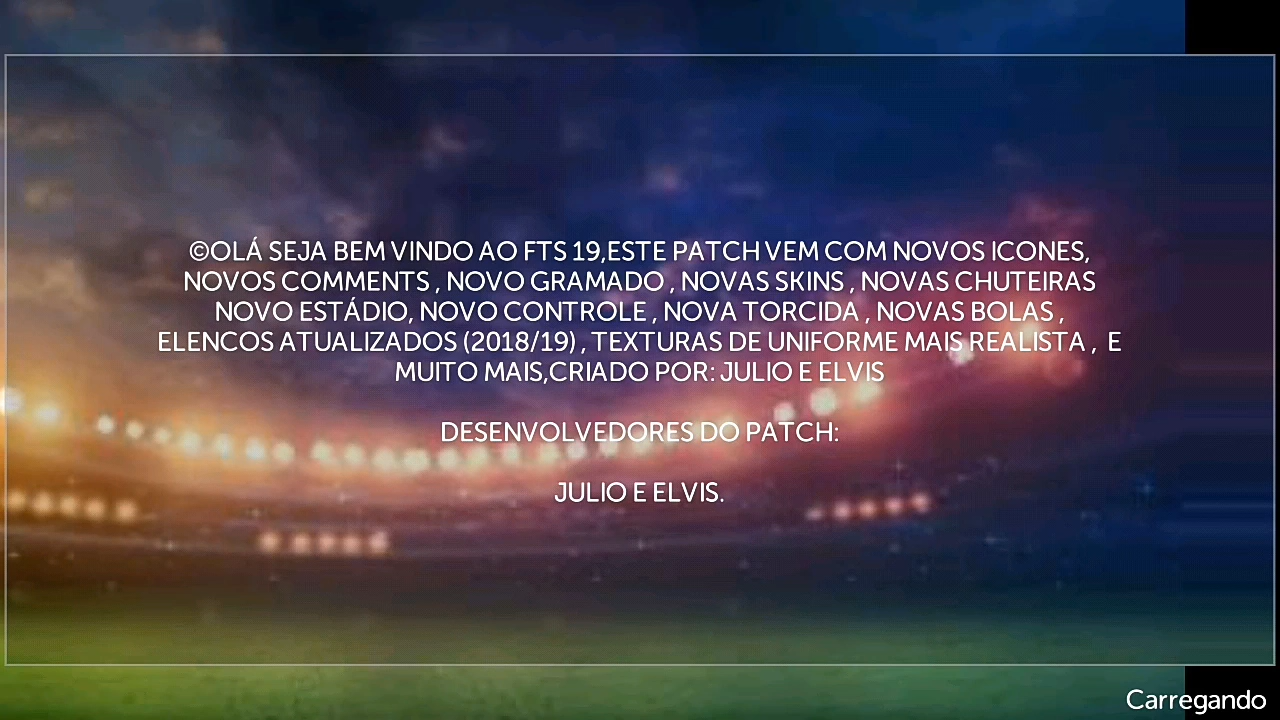 ©OLÁ SEJA BEM VINDO AO FTS 19,ESTE PATCH VEM COM NOVOS ICONES,
NOVOS COMMENTS , NOVO GRAMADO , NOVAS SKINS , NOVAS CHUTEIRAS
NOVO ESTÁDIO, NOVO CONTROLE , NOVA TORCIDA , NOVAS BOLAS ,
ELENCOS ATUALIZADOS (2018/19) , TEXTURAS DE UNIFORME MAIS REALISTA , E
MUITO MAIS,CRIADO POR: JULIO E ELVIS
DESENVOLVEDORES DO PATCH:
JULIO E ELVIS.
Carregando